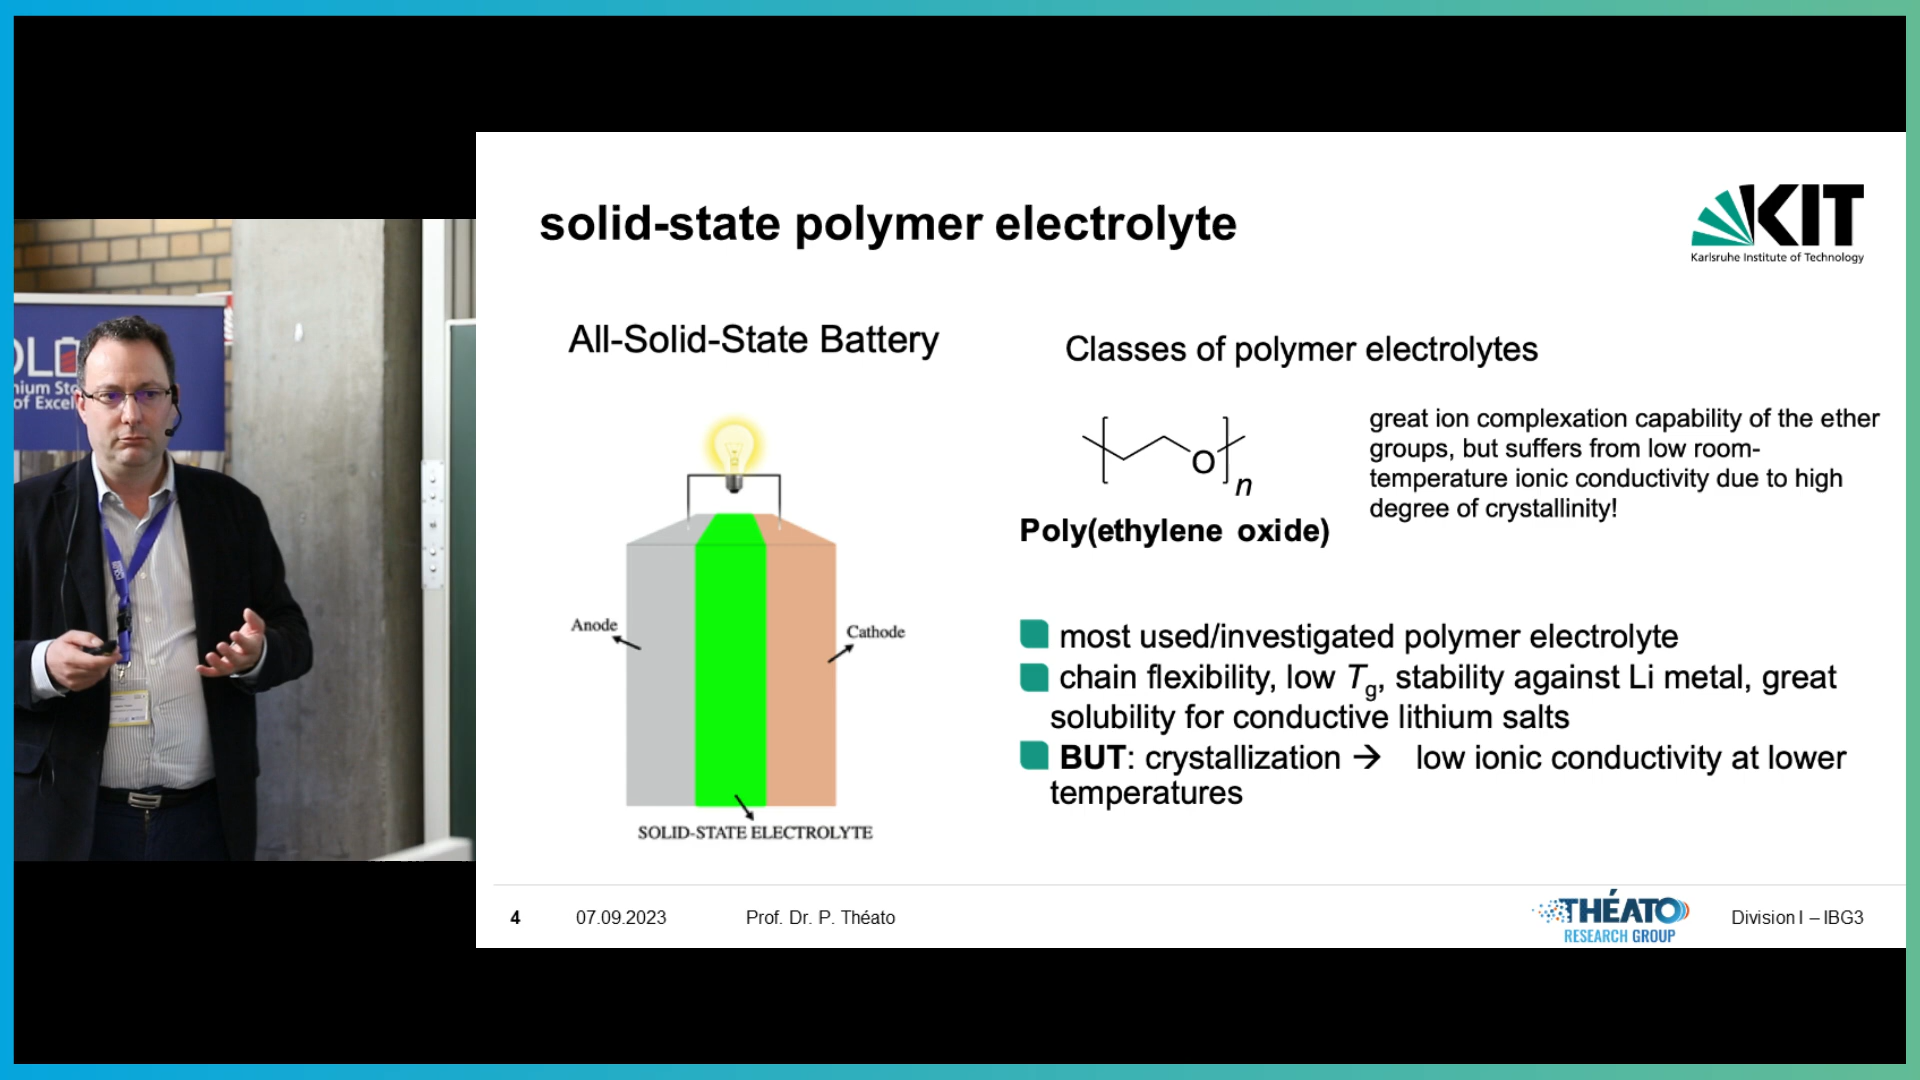 solid-state polymer electrolyte
KIT
Karlsruhe Institute of Technology
All-Solid-State Battery
Classes of polymer electrolytes
O
n
Poly(ethylene oxide)
great ion complexation capability of the ether
groups, but suffers from low room-
temperature ionic conductivity due to high
degree of crystallinity!
Anode
Cathode
SOLID-STATE ELECTROLYTE
most used/investigated polymer electrolyte
chain flexibility, low Tg, stability against Li metal, great
solubility for conductive lithium salts
BUT: crystallization → low ionic conductivity at lower
temperatures
4 07.09.2023 Prof. Dr. P. Théato
THÉATO
RESEARCH GROUP
Division I – IBG3
of